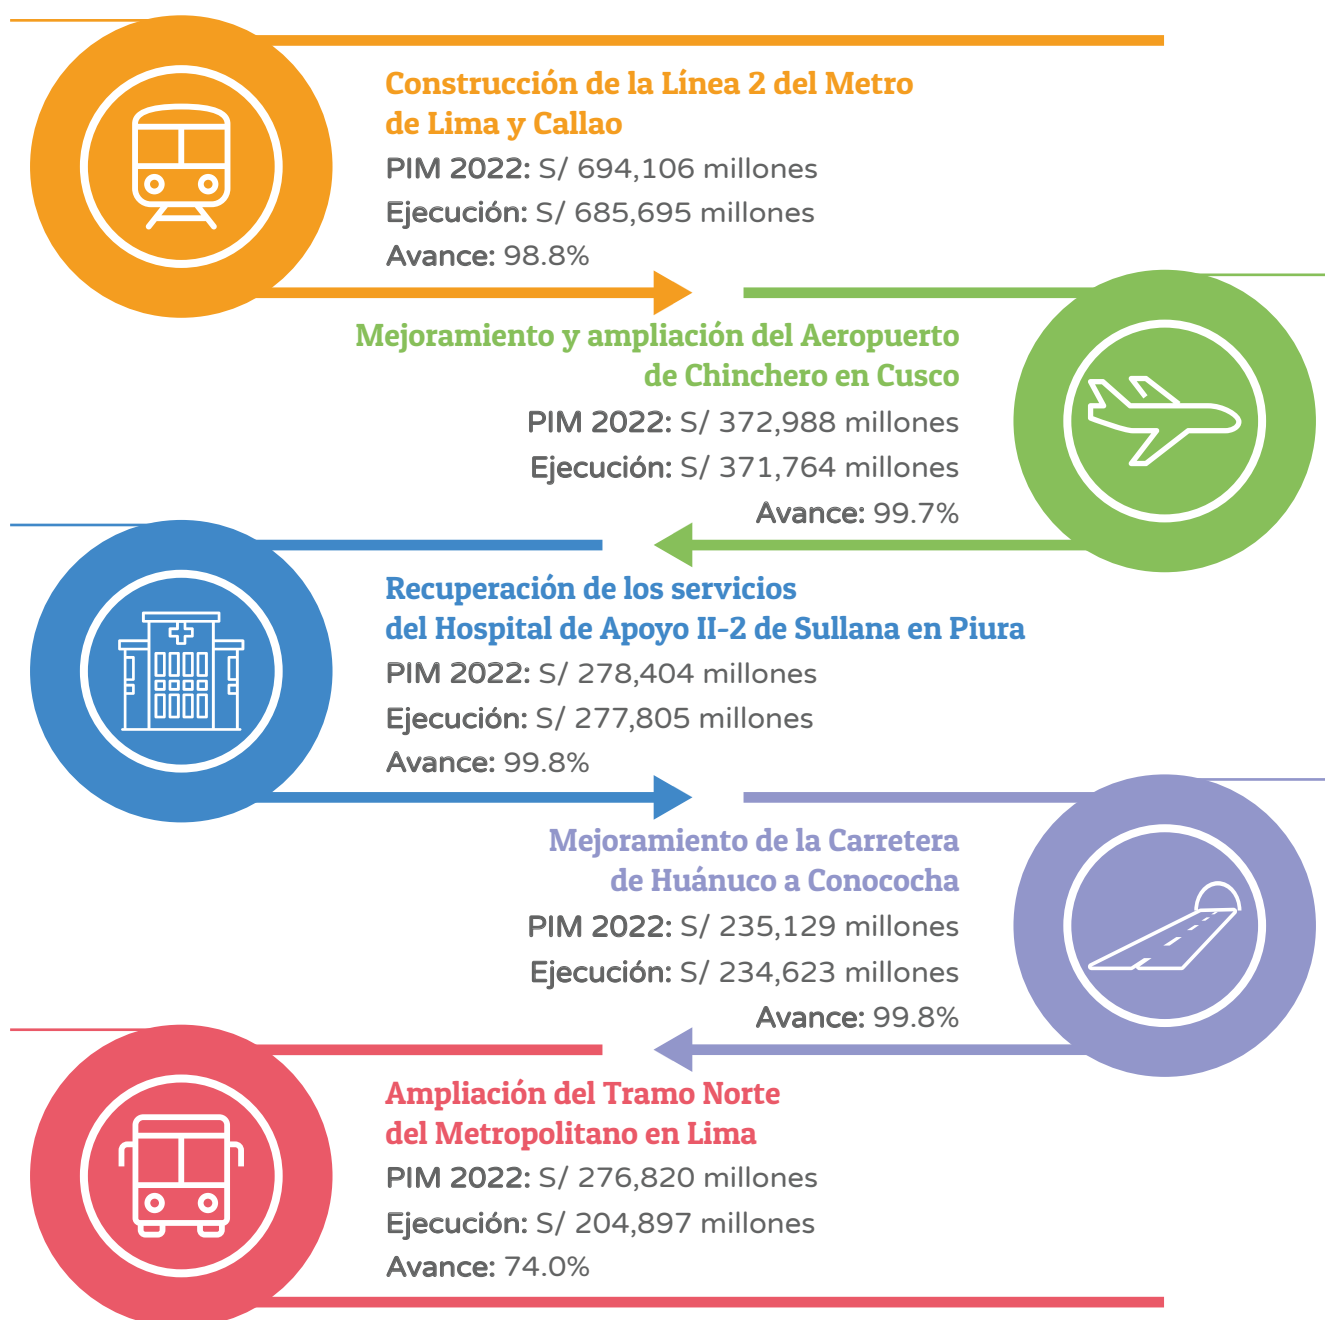 Construcción de la Línea 2 del Metro
de Lima y Callao
PIM 2022: S/ 694,106 millones
Ejecución: S/ 685,695 millones
Avance: 98.8%
Mejoramiento y ampliación del Aeropuerto
de Chinchero en Cusco
PIM 2022: S/ 372,988 millones
Ejecución: S/ 371,764 millones
Avance: 99.7%
Recuperación de los servicios
del Hospital de Apoyo II-2 de Sullana en Piura
PIM 2022: S/ 278,404 millones
Ejecución: S/ 277,805 millones
Avance: 99.8%
Mejoramiento de la Carretera
de Huánuco a Conococha
PIM 2022: S/ 235,129 millones
Ejecución: S/ 234,623 millones
Avance: 99.8%
Ampliación del Tramo Norte
del Metropolitano en Lima
PIM 2022: S/ 276,820 millones
Ejecución: S/ 204,897 millones
Avance: 74.0%